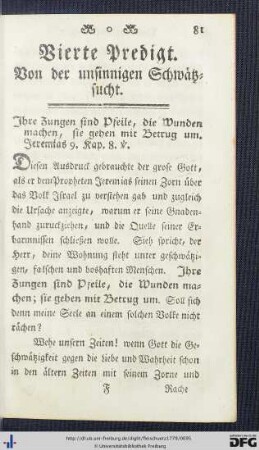 81
Vierte Predigt.
Von der unsinnigen Schwätz-
sucht.
Ihre Zungen sind Pfeile, die Wunden
machen, sie gehen mit Betrug um.
Jeremias 9. Kap. 8. v.
Diesen Ausdruck gebrauchte der grose Gott,
als er dem Propheten Jeremias seinen Zorn über
das Volk Israel zu verstehen gab und zugleich
die Ursache anzeigte, warum er seine Gnaden-
hand zurückziehen, und die Quelle seiner Er-
barmnissen schließen wolle. Sieh spricht, der
Herr, deine Wohnung steht unter geschwätzi-
gen, falschen und boshaften Menschen. Ihre
Zungen sind Pfeile, die Wunden ma-
chen; sie gehen mit Betrug um. Soll sich
denn meine Seele an einem solchen Volke nicht
rächen?
Wehe unsern Zeiten! wenn Gott die Ge-
schwätzigkeit gegen die Liebe und Wahrheit schon
in den ältern Zeiten mit seinem Zorne und
F Rache
© Universitätsbibliothek Freiburg
gefördert durch
DFG